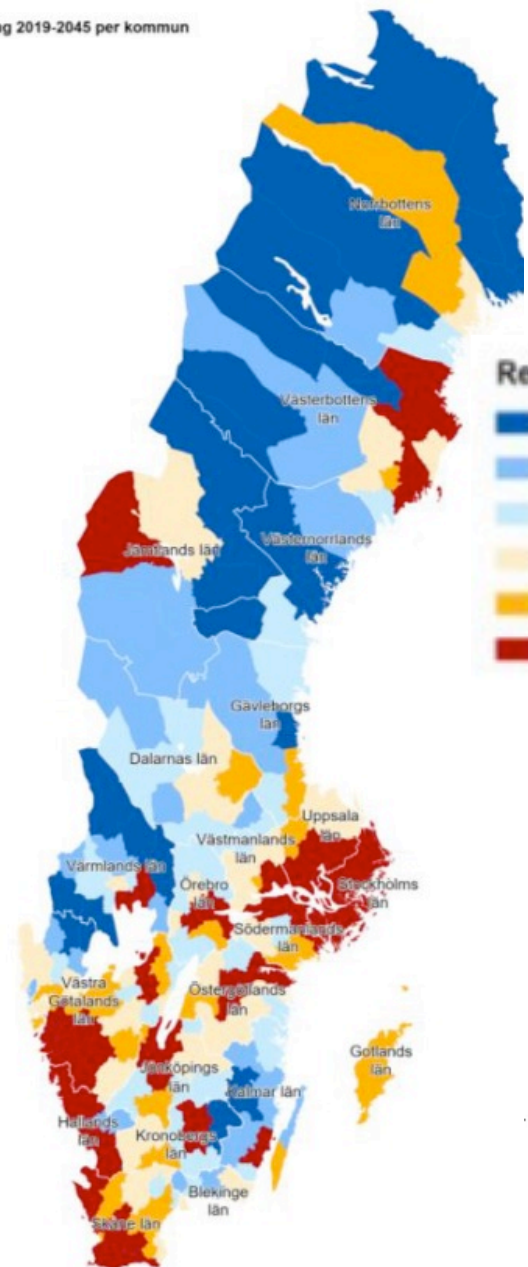 g 2019-2045 per kommun
Norrbottens
län
Re
Västerbottens
län
Jämtlands län
Västernorrlands
län
Gävleborgs
län
Dalarnas län
Uppsala
län
Västmanlands
län
Värmlands län
Örebro
län
Stockholms
län
Södermanlands
län
Västra
Götalands
län
Östergötlands
län
Gotlands
län
Jönköpings
län
Kalmar län
Hallands
län
Kronobergs
län
Blekinge
län
Skåne län